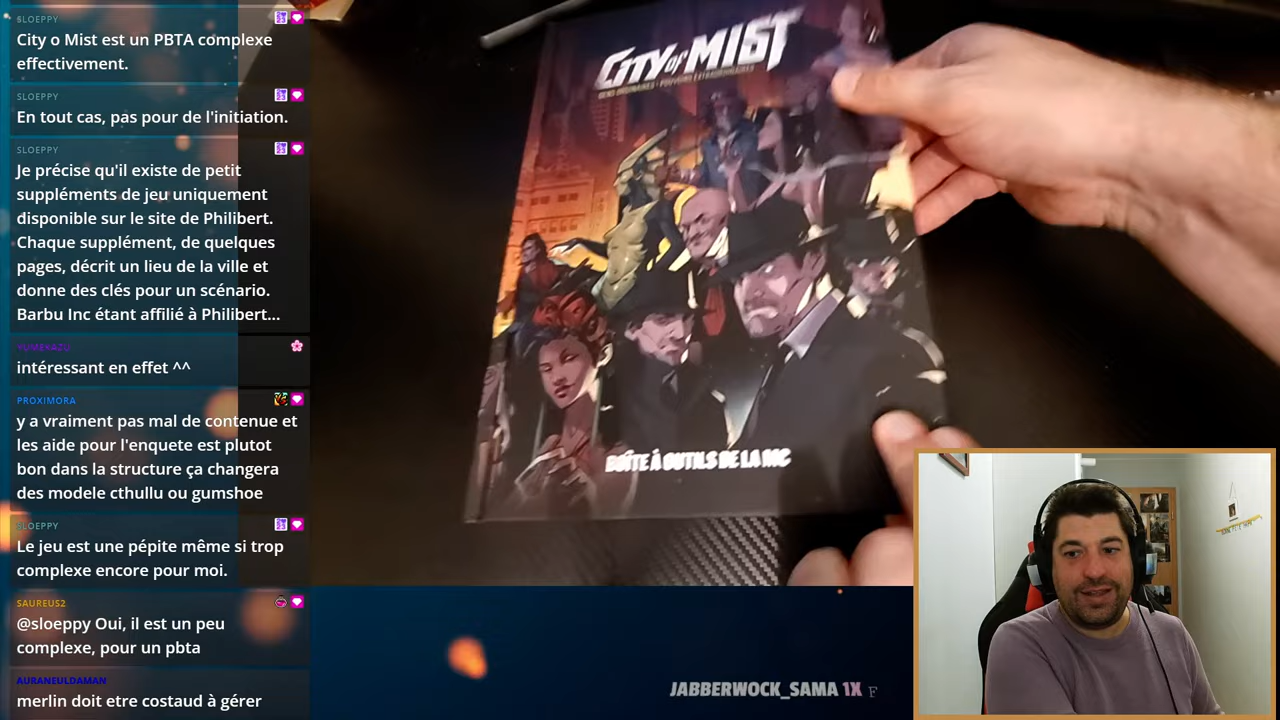 SLOEPPY
City o Mist est un PBTA complexe
effectivement.
SLOEPPY
En tout cas, pas pour de l'initiation.
SLOEPPY
Je précise qu'il existe de petit
suppléments de jeu uniquement
disponible sur le site de Philibert.
Chaque supplément, de quelques
pages, décrit un lieu de la ville et
donne des clés pour un scénario.
Barbu Inc étant affilié à Philibert...
YUMEKAZU
intéressant en effet ^^
PROXIMORA
y a vraiment pas mal de contenue et
les aide pour l'enquete est plutot
bon dans la structure ça changera
des modele cthullu ou gumshoe
SLOEPPY
Le jeu est une pépite même si trop
complexe encore pour moi.
SAUREUS2
@sloeppy Oui, il est un peu
complexe, pour un pbta
AURANEULDAMAN
merlin doit etre costaud à gérer
CITY of MIST
GENS ORDINAIRES | POUVOIRS EXTRAORDINAIRES
BOÎTE À OUTILS DE LA MC
JABBERWOCK_SAMA 1X F